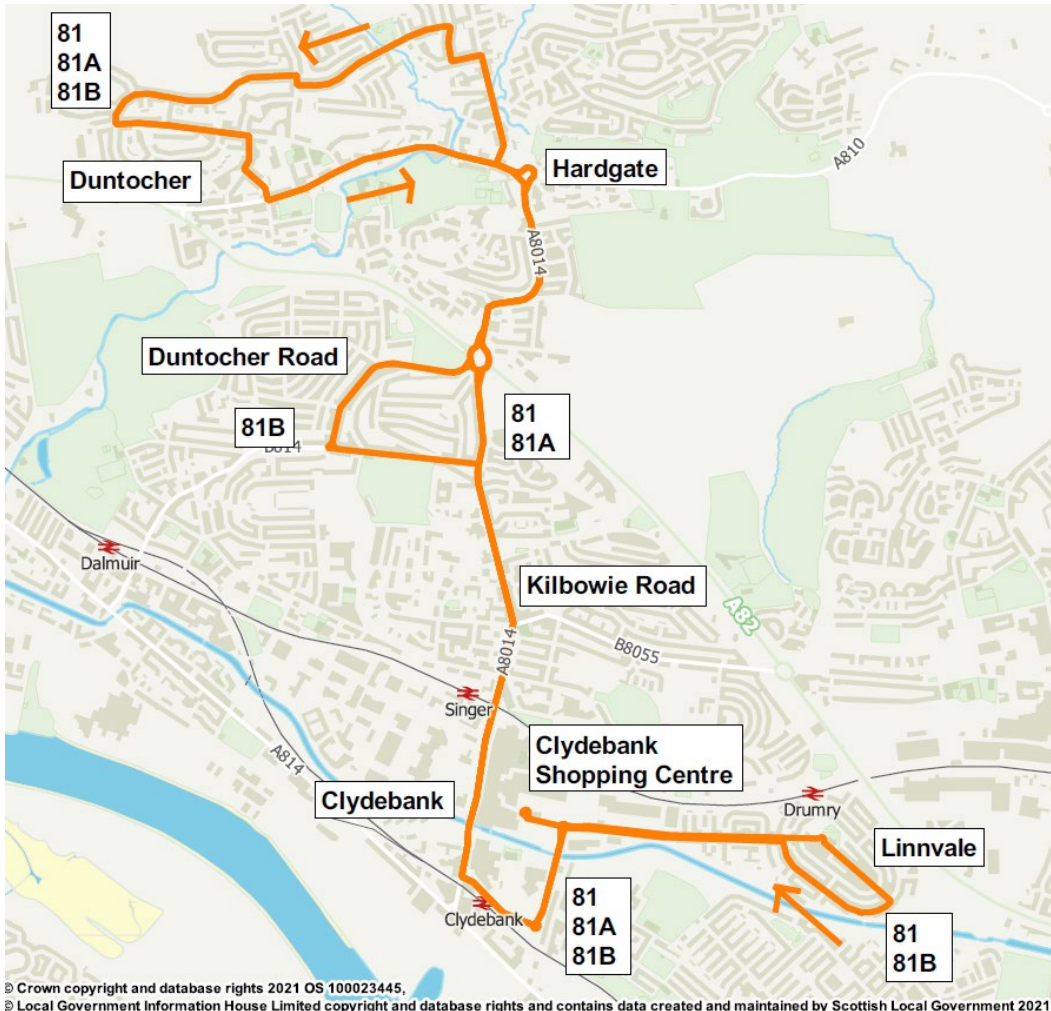 81
81A
81B
Duntocher
Hardgate
A810
A8014
Duntocher Road
81B
81
81A
Dalmuir
Kilbowie Road
A82
A8014
B8055
Singer
A814
Clydebank
Shopping Centre
Clydebank
Drumry
Linnvale
81
81A
81B
Clydebank
81
81B
© Crown copyright and database rights 2021 OS 100023445,
© Local Government Information House Limited copyright and database rights and contains data created and maintained by Scottish Local Government 2021